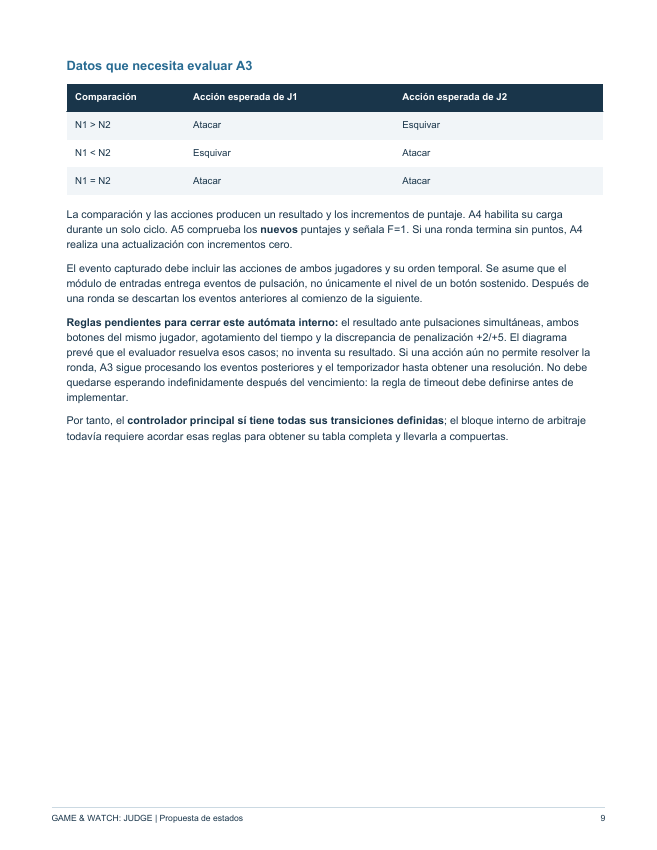 Datos que necesita evaluar A3
Comparación Acción esperada de J1 Acción esperada de J2
N1 > N2 Atacar Esquivar
N1 < N2 Esquivar Atacar
N1 = N2 Atacar Atacar
La comparación y las acciones producen un resultado y los incrementos de puntaje. A4 habilita su carga
durante un solo ciclo. A5 comprueba los nuevos puntajes y señala F=1. Si una ronda termina sin puntos, A4
realiza una actualización con incrementos cero.
El evento capturado debe incluir las acciones de ambos jugadores y su orden temporal. Se asume que el
módulo de entradas entrega eventos de pulsación, no únicamente el nivel de un botón sostenido. Después de
una ronda se descartan los eventos anteriores al comienzo de la siguiente.
Reglas pendientes para cerrar este autómata interno: el resultado ante pulsaciones simultáneas, ambos
botones del mismo jugador, agotamiento del tiempo y la discrepancia de penalización +2/+5. El diagrama
prevé que el evaluador resuelva esos casos; no inventa su resultado. Si una acción aún no permite resolver la
ronda, A3 sigue procesando los eventos posteriores y el temporizador hasta obtener una resolución. No debe
quedarse esperando indefinidamente después del vencimiento: la regla de timeout debe definirse antes de
implementar.
Por tanto, el controlador principal sí tiene todas sus transiciones definidas; el bloque interno de arbitraje
todavía requiere acordar esas reglas para obtener su tabla completa y llevarla a compuertas.
GAME & WATCH: JUDGE | Propuesta de estados 9